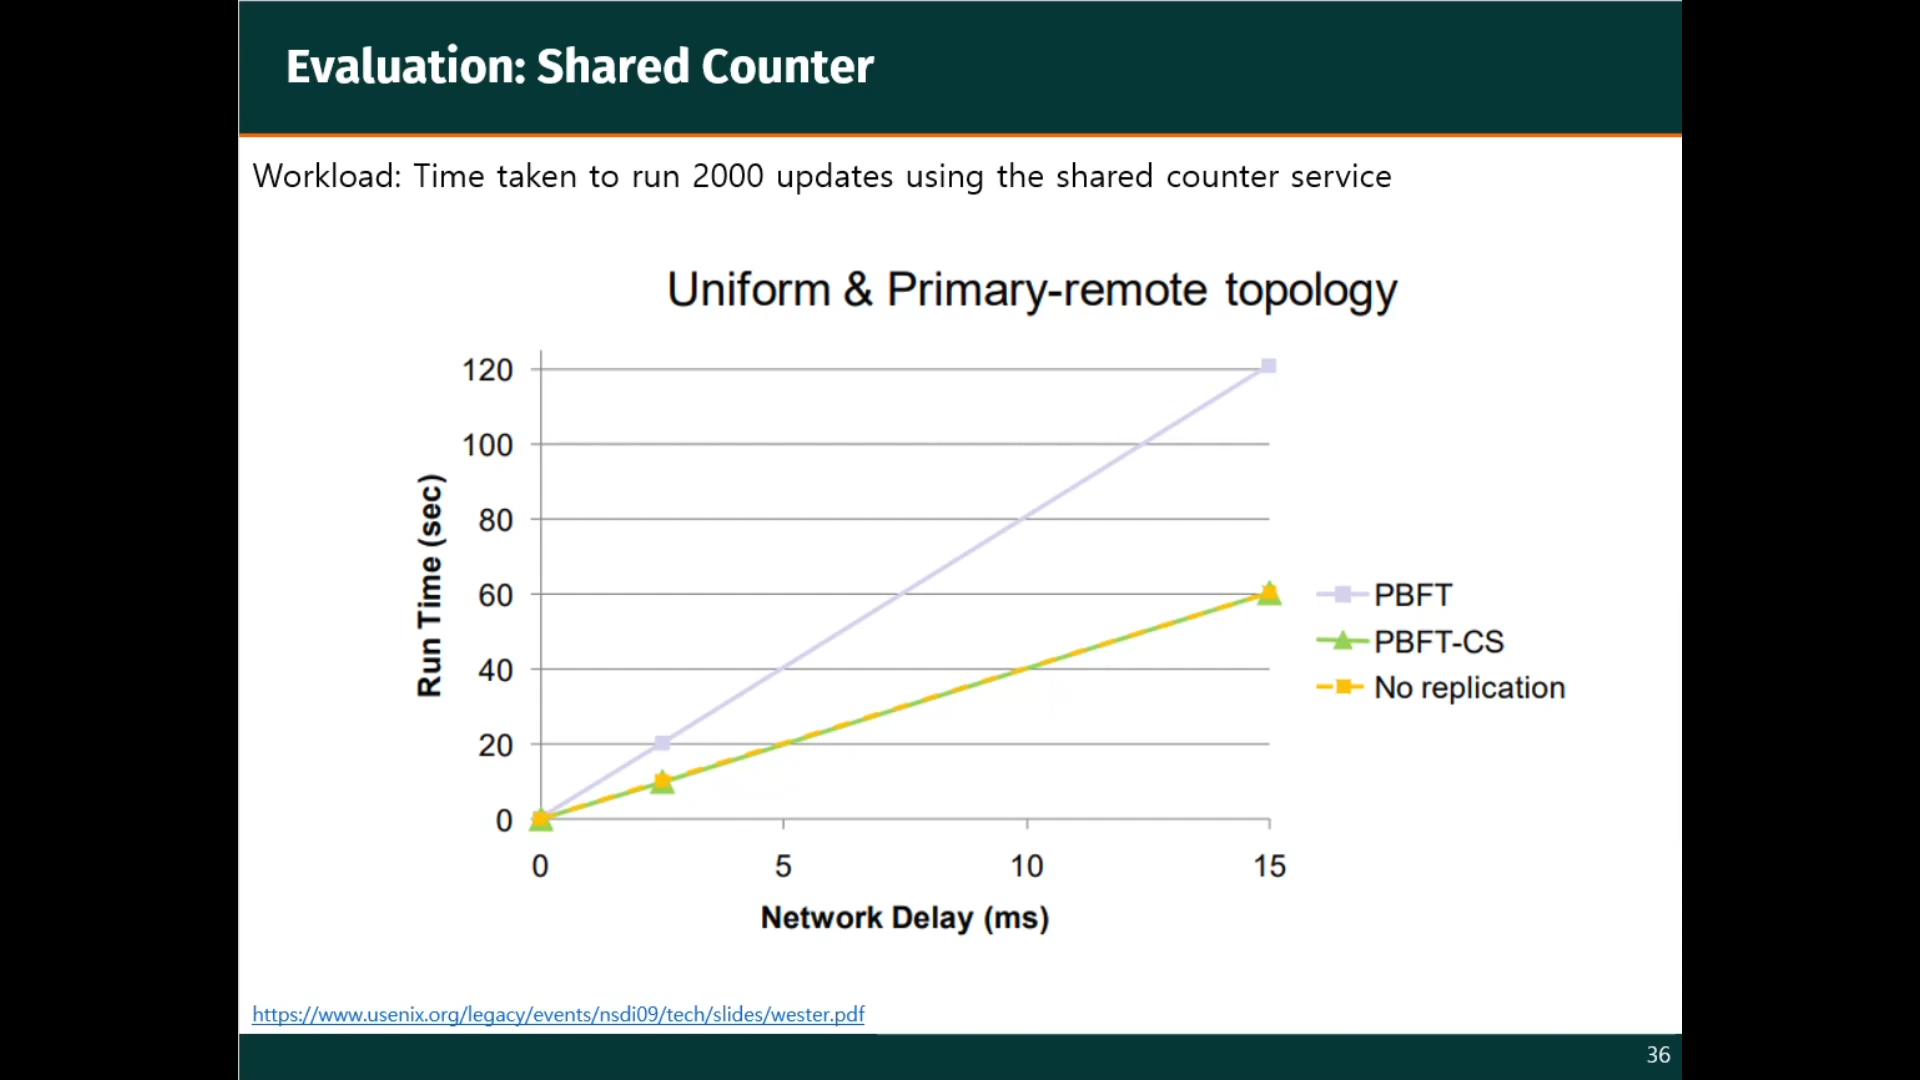 Evaluation: Shared Counter
Workload: Time taken to run 2000 updates using the shared counter service
Uniform & Primary-remote topology
120
100
80
60
40
20
0
Run Time (sec)
0 5 10 15
Network Delay (ms)
PBFT
PBFT-CS
No replication
https://www.usenix.org/legacy/events/nsdi09/tech/slides/wester.pdf
36